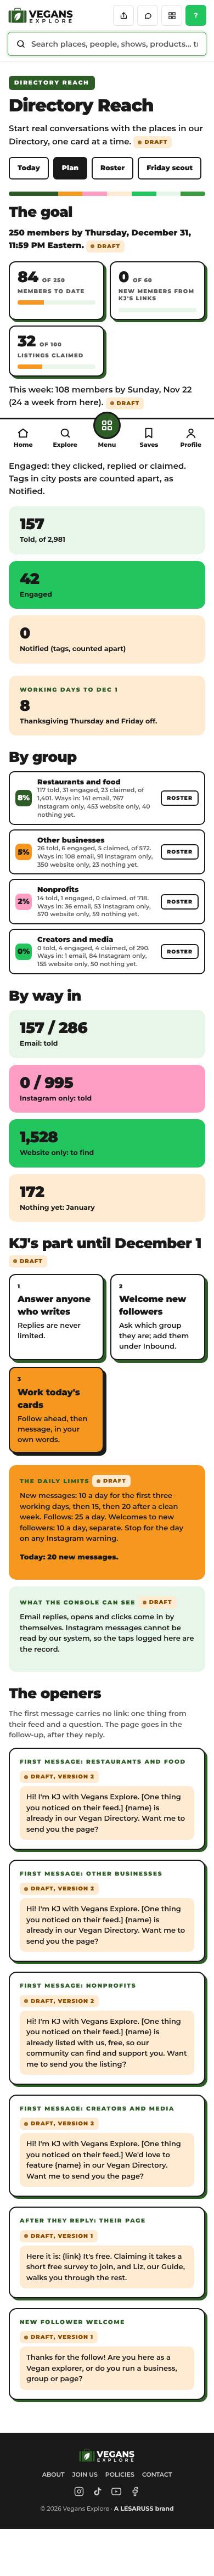 VEGANS
EXPLORE
?
Search places, people, shows, products...
DIRECTORY REACH
Directory Reach
Start real conversations with the places in our
Directory, one card at a time. DRAFT
Today
Plan
Roster
Friday scout
The goal
250 members by Thursday, December 31,
11:59 PM Eastern. DRAFT
84 OF 250
MEMBERS TO DATE
0 OF 60
NEW MEMBERS FROM
KJ'S LINKS
32 OF 100
LISTINGS CLAIMED
This week: 108 members by Sunday, Nov 22
(24 a week from here). DRAFT
Home
Explore
Menu
Saves
Profile
Engaged: they clicked, replied or claimed.
Tags in city posts are counted apart, as
Notified.
157
Told, of 2,981
42
Engaged
0
Notified (tags, counted apart)
WORKING DAYS TO DEC 1
8
Thanksgiving Thursday and Friday off.
By group
8%
Restaurants and food
117 told, 31 engaged, 23 claimed, of
1,401. Ways in: 141 email, 767
Instagram only, 453 website only, 40
nothing yet.
ROSTER
5%
Other businesses
26 told, 6 engaged, 5 claimed, of 572.
Ways in: 108 email, 91 Instagram only,
350 website only, 23 nothing yet.
ROSTER
2%
Nonprofits
14 told, 1 engaged, 0 claimed, of 718.
Ways in: 36 email, 53 Instagram only,
570 website only, 59 nothing yet.
ROSTER
0%
Creators and media
0 told, 4 engaged, 4 claimed, of 290.
Ways in: 1 email, 84 Instagram only,
155 website only, 50 nothing yet.
ROSTER
By way in
157 / 286
Email: told
0 / 995
Instagram only: told
1,528
Website only: to find
172
Nothing yet: January
KJ's part until December 1
DRAFT
1
Answer anyone
who writes
Replies are never
limited.
2
Welcome new
followers
Ask which group
they are; add them
under Inbound.
3
Work today's
cards
Follow ahead, then
message, in your
own words.
THE DAILY LIMITS DRAFT
New messages: 10 a day for the first three
working days, then 15, then 20 after a clean
week. Follows: 25 a day. Welcomes to new
followers: 10 a day, separate. Stop for the day
on any Instagram warning.
Today: 20 new messages.
WHAT THE CONSOLE CAN SEE DRAFT
Email replies, opens and clicks come in by
themselves. Instagram messages cannot be
read by our system, so the taps logged here are
the record.
The openers
The first message carries no link: one thing from
their feed and a question. The page goes in the
follow-up, after they reply.
FIRST MESSAGE: RESTAURANTS AND FOOD
DRAFT, VERSION 2
Hi! I'm KJ with Vegans Explore. [One thing
you noticed on their feed.] {name} is
already in our Vegan Directory. Want me to
send you the page?
FIRST MESSAGE: OTHER BUSINESSES
DRAFT, VERSION 2
Hi! I'm KJ with Vegans Explore. [One thing
you noticed on their feed.] {name} is
already in our Vegan Directory. Want me to
send you the page?
FIRST MESSAGE: NONPROFITS
DRAFT, VERSION 2
Hi! I'm KJ with Vegans Explore. [One thing
you noticed on their feed.] {name} is
already listed with us, free, so our
community can find and support you. Want
me to send you the listing?
FIRST MESSAGE: CREATORS AND MEDIA
DRAFT, VERSION 2
Hi! I'm KJ with Vegans Explore. [One thing
you noticed on their feed.] We'd love to
feature {name} in our Vegan Directory.
Want me to send you the page?
AFTER THEY REPLY: THEIR PAGE
DRAFT, VERSION 1
Here it is: {link} Its free. Claiming it takes a
short free survey to join, and Liz, our Guide,
walks you through the rest.
NEW FOLLOWER WELCOME
DRAFT, VERSION 1
Thanks for the follow! Are you here as a
Vegan explorer, or do you run a business,
group or page?
VEGANS
EXPLORE
ABOUT JOIN US POLICIES CONTACT
© 2026 Vegans Explore · A LESARUSS brand